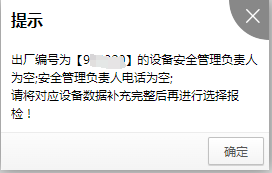 提示
出厂编号为【9】的设备安全管理负责人
为空;安全管理负责人电话为空;
请将对应设备数据补充完整后再进行选择报
检！
确定